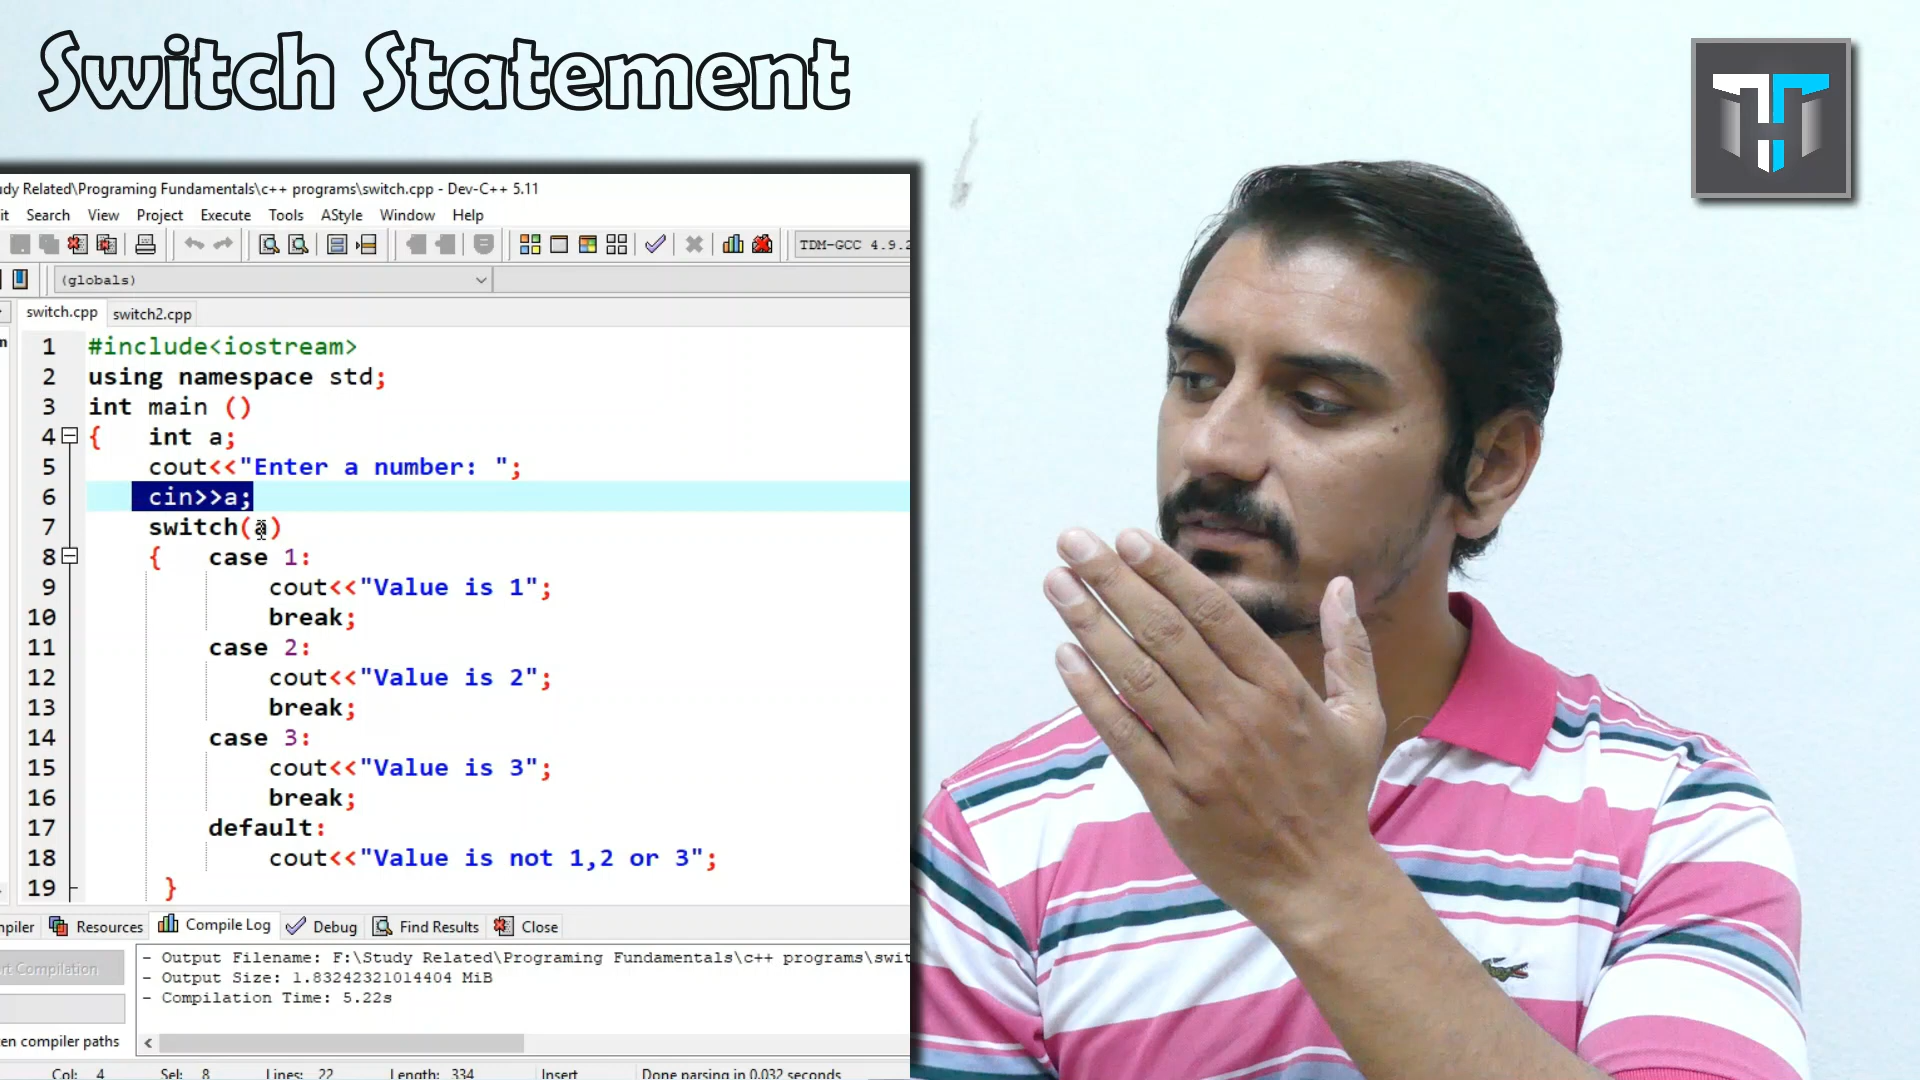 Switch Statement
dy Related\Programing Fundamentals\c++ programs\switch.cpp - Dev-C++ 5.11
it Search View Project Execute Tools AStyle Window Help
TDM-GCC 4.9.2
(globals)
switch.cpp switch2.cpp
1 #include<iostream>
2 using namespace std;
3 int main ()
4 { int a;
5 cout<<"Enter a number: ";
6 cin>>a;
7 switch(a)
8 { case 1:
9 cout<<"Value is 1";
10 break;
11 case 2:
12 cout<<"Value is 2";
13 break;
14 case 3:
15 cout<<"Value is 3";
16 break;
17 default:
18 cout<<"Value is not 1,2 or 3";
19 }
mpiler Resources Compile Log Debug Find Results Close
rt Compilation
- Output Filename: F:\Study Related\Programing Fundamentals\c++ programs\swit
- Output Size: 1.83242321014404 MiB
- Compilation Time: 5.22s
en compiler paths
Col: 4 Sel: 8 Lines: 22 Length: 334 Insert Done parsing in 0.032 seconds